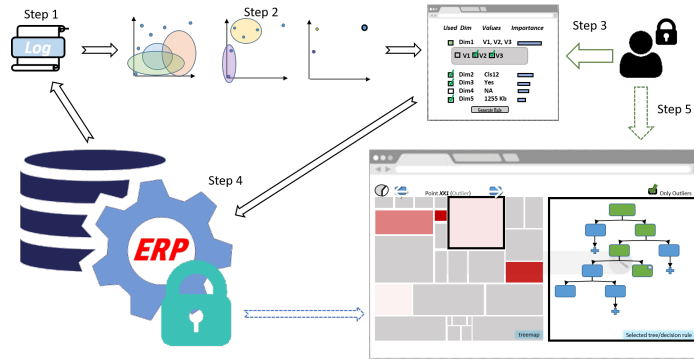 Step 1
Step 2
Step 3
Log
Used Dim Values Importance
Dim1 V1, V2, V3
V1 V2 V3
Dim2 Cls12
Dim3 Yes
Dim4 NA
Dim5 1255 Kb
Generate Rule
Step 5
Step 4
ERP
Point XX1 (Outlier)
Only Outliers
treemap
Selected tree/decision rule